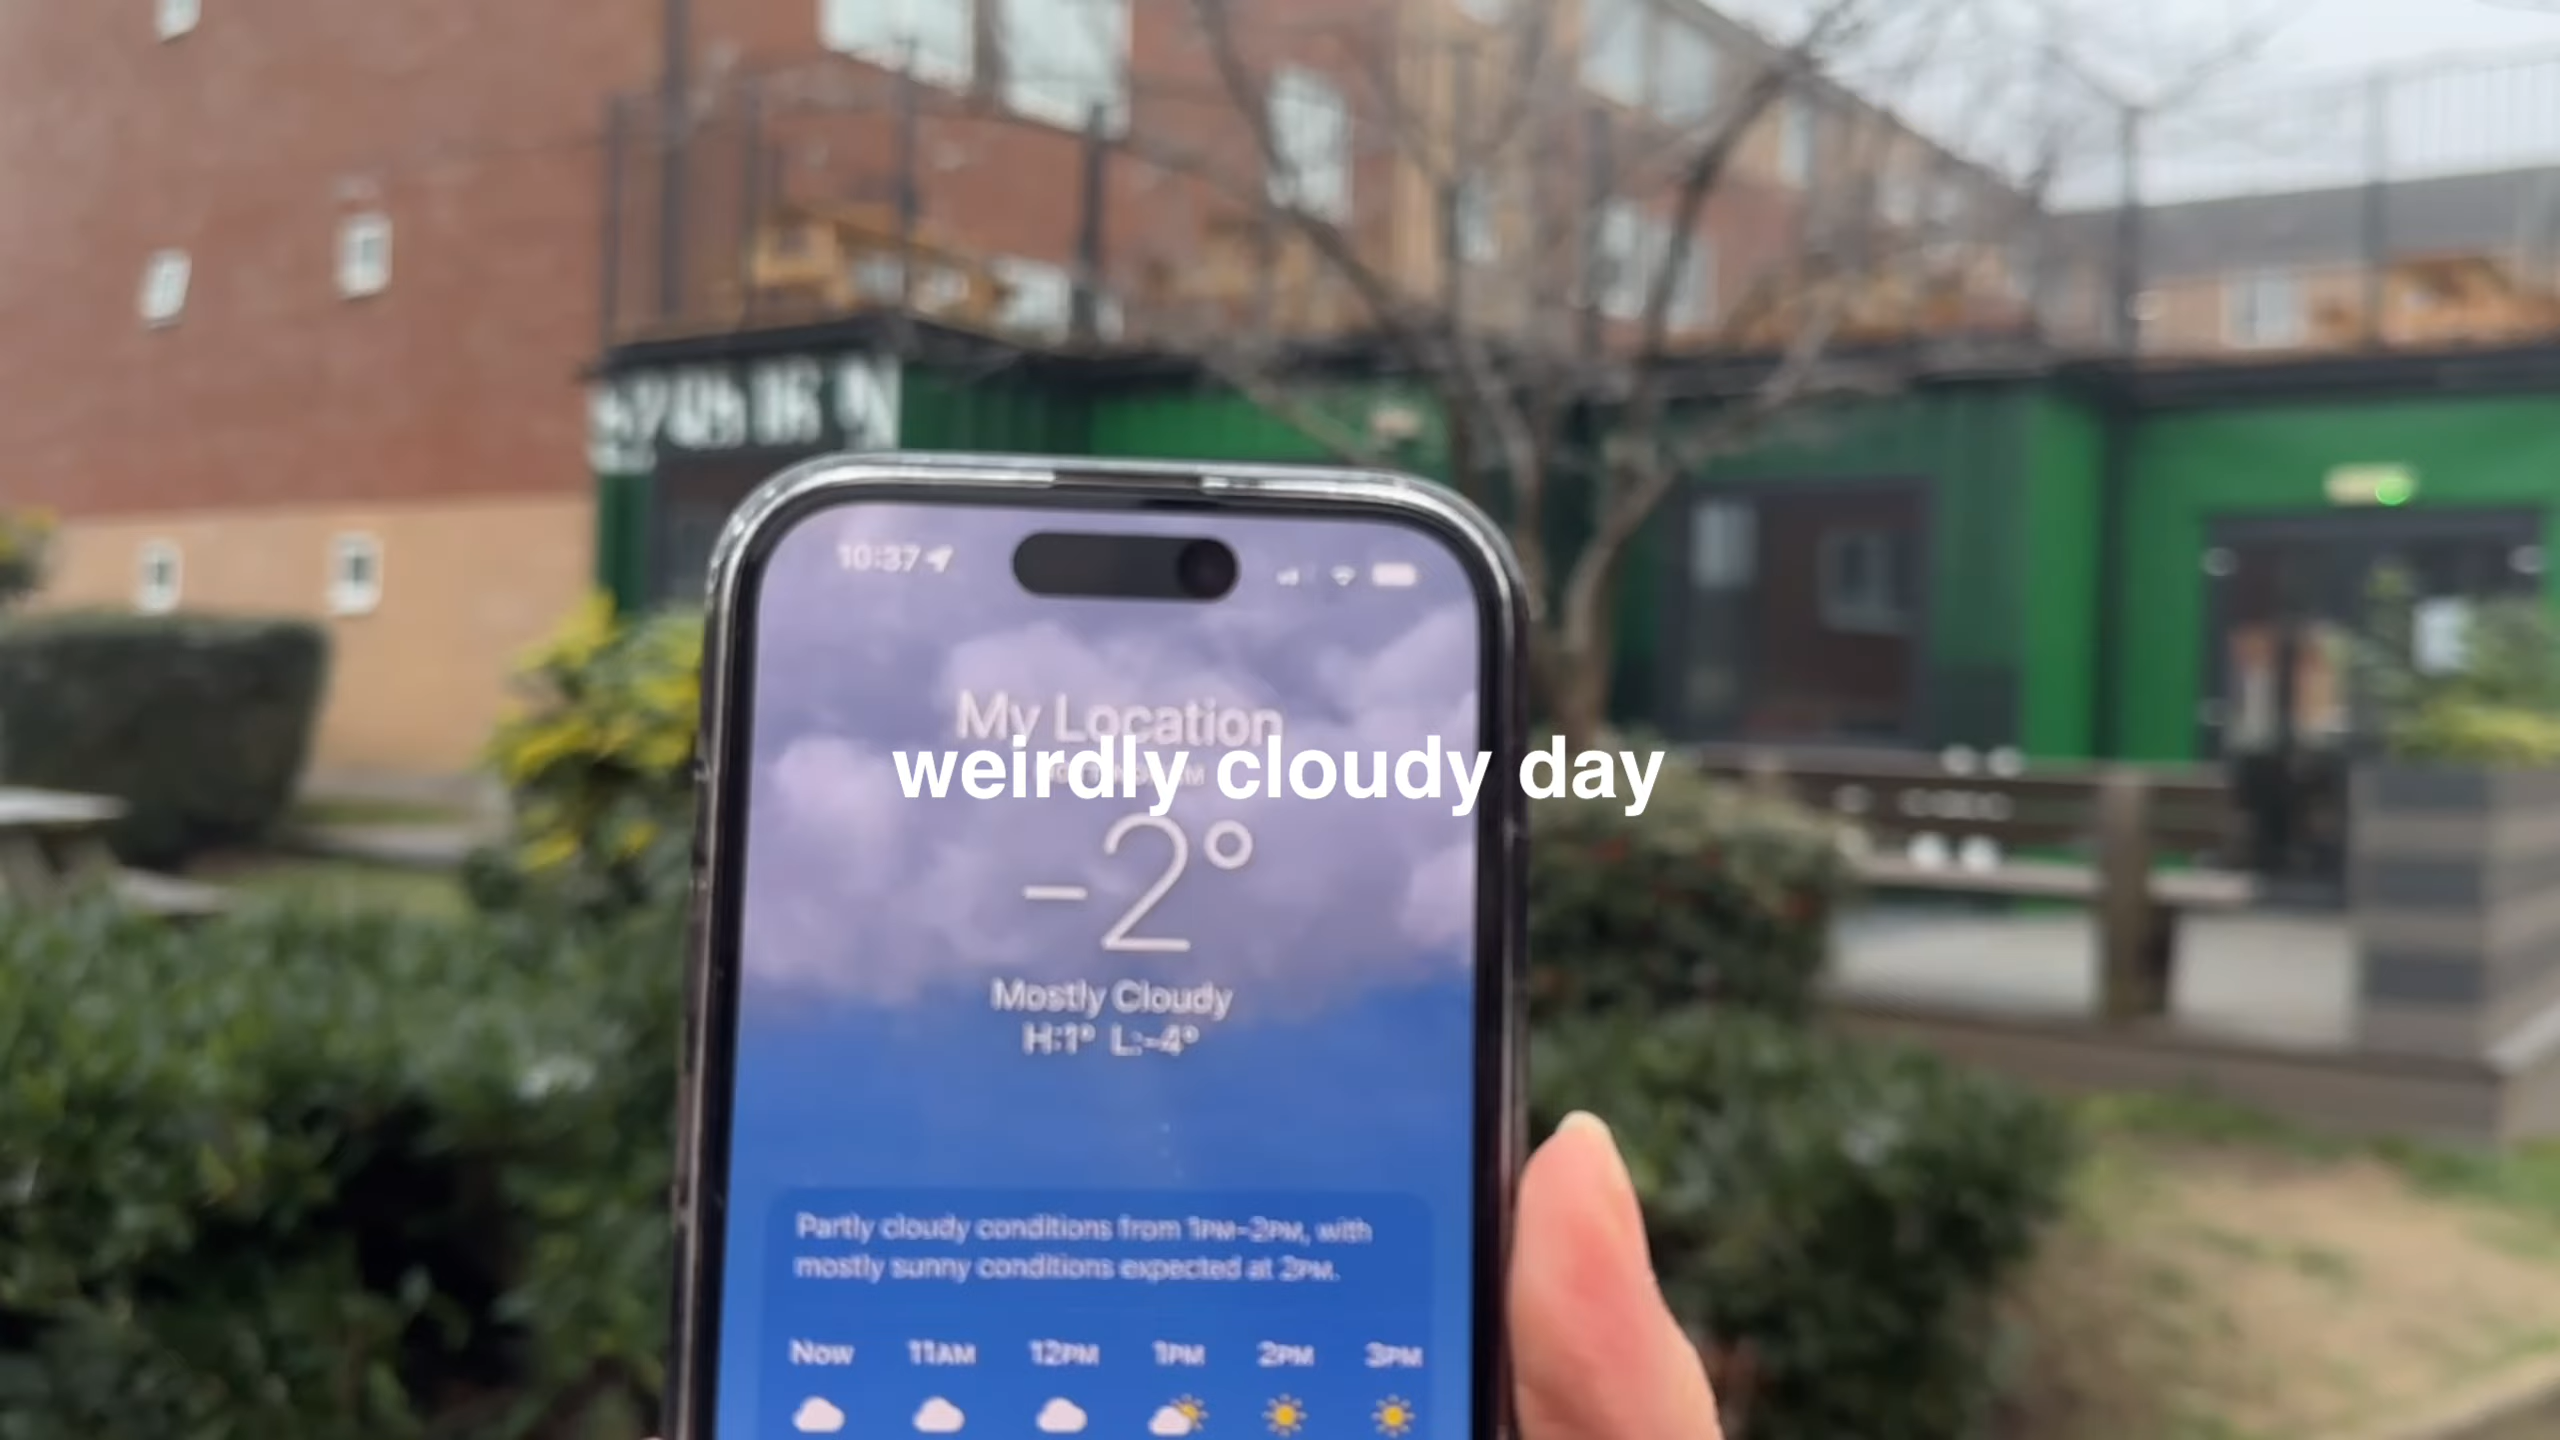 10:37
My Location
weirdly cloudy day
-2°
Mostly Cloudy
H:1° L:-4°
Partly cloudy conditions from 1PM-2PM, with
mostly sunny conditions expected at 2PM.
Now 11AM 12PM 1PM 2PM 3PM